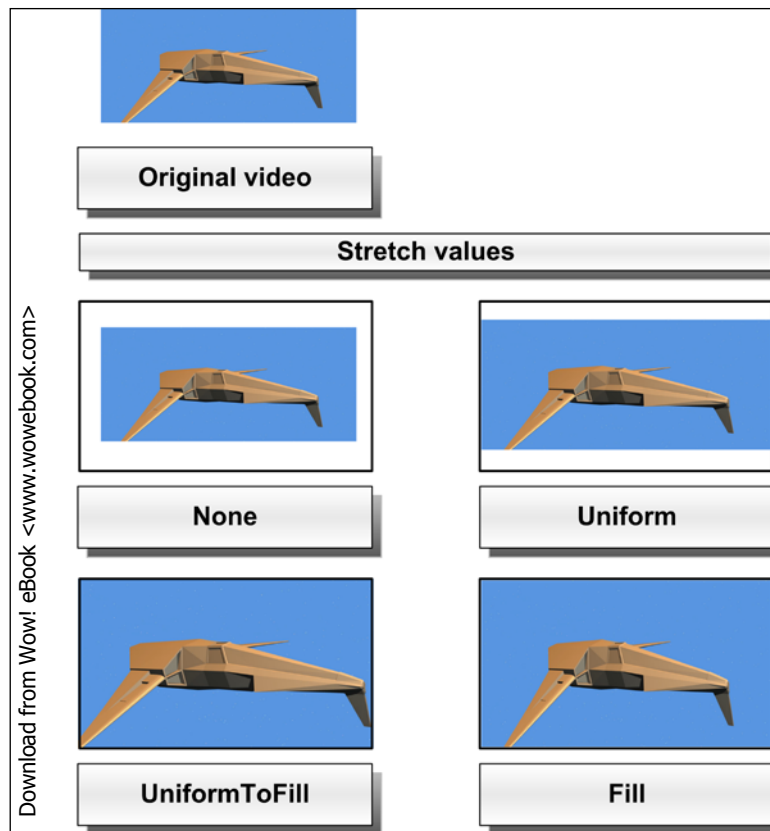 Original video
Stretch values
None
Uniform
UniformToFill
Fill
Download from Wow! eBook <www.wowebook.com>